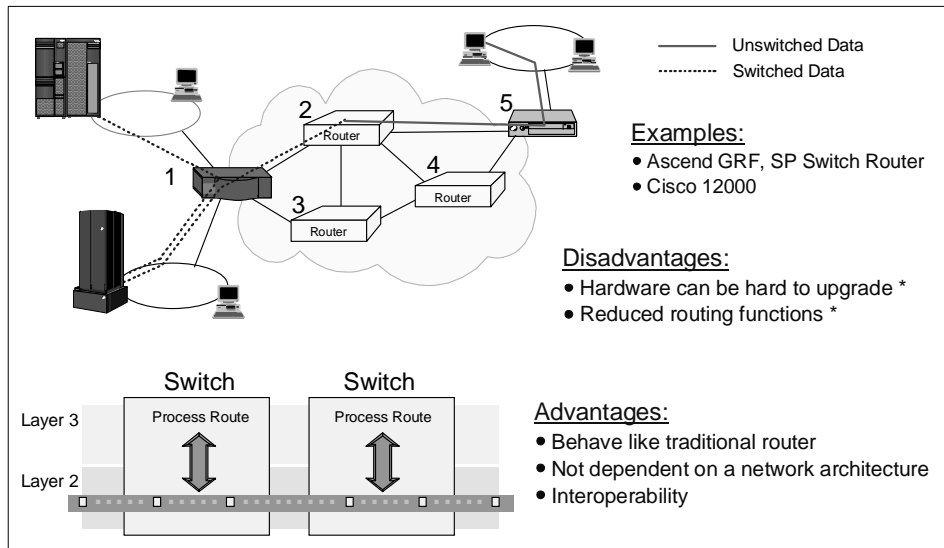 Unswitched Data
Switched Data
5
2
Router
Examples:
● Ascend GRF, SP Switch Router
● Cisco 12000
4
Router
1
3
Router
Disadvantages:
● Hardware can be hard to upgrade *
● Reduced routing functions *
Switch
Switch
Layer 3
Process Route
Process Route
Layer 2
Advantages:
● Behave like traditional router
● Not dependent on a network architecture
● Interoperability